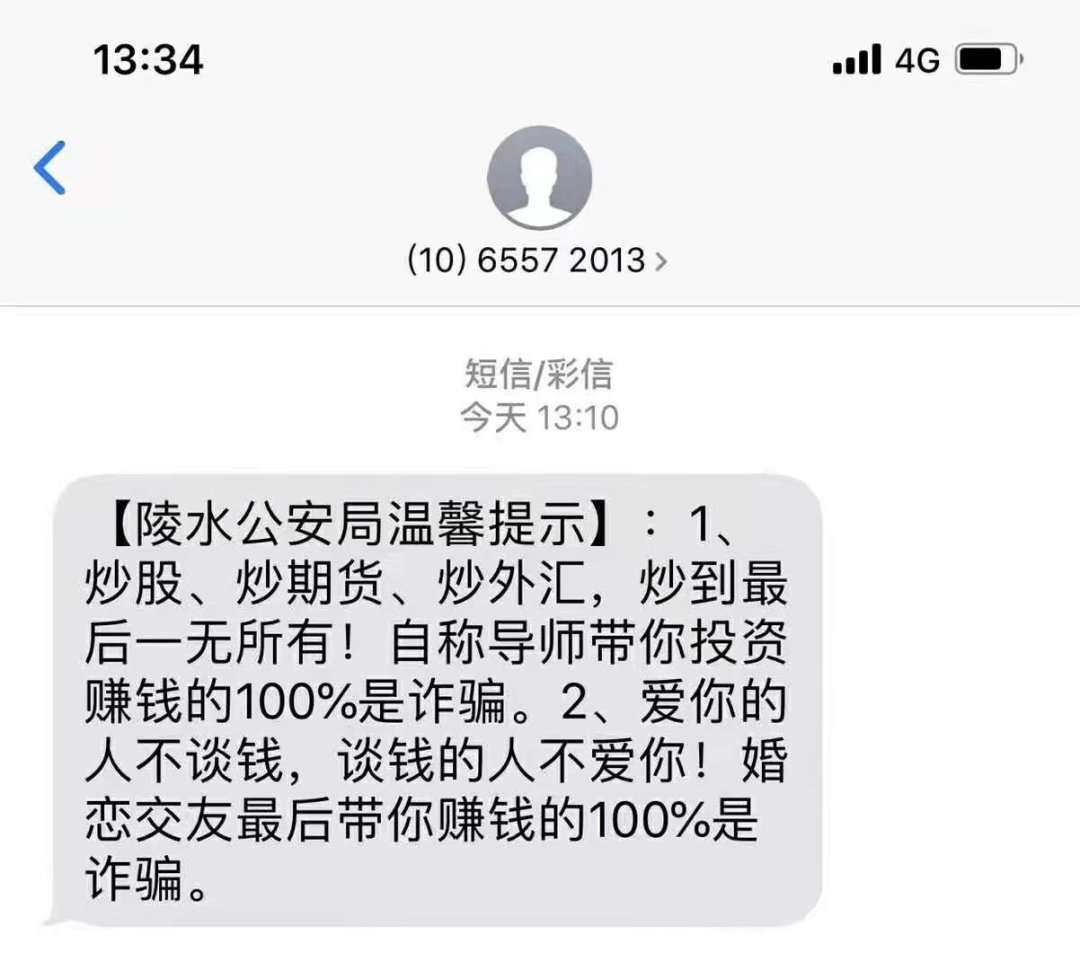 13:34
4G
(10) 6557 2013
短信/彩信
今天 13:10
【陵水公安局温馨提示】：1、
炒股、炒期货、炒外汇，炒到最
后一无所有！自称导师带你投资
赚钱的100%是诈骗。2、爱你的
人不谈钱，谈钱的人不爱你！婚
恋交友最后带你赚钱的100%是
诈骗。